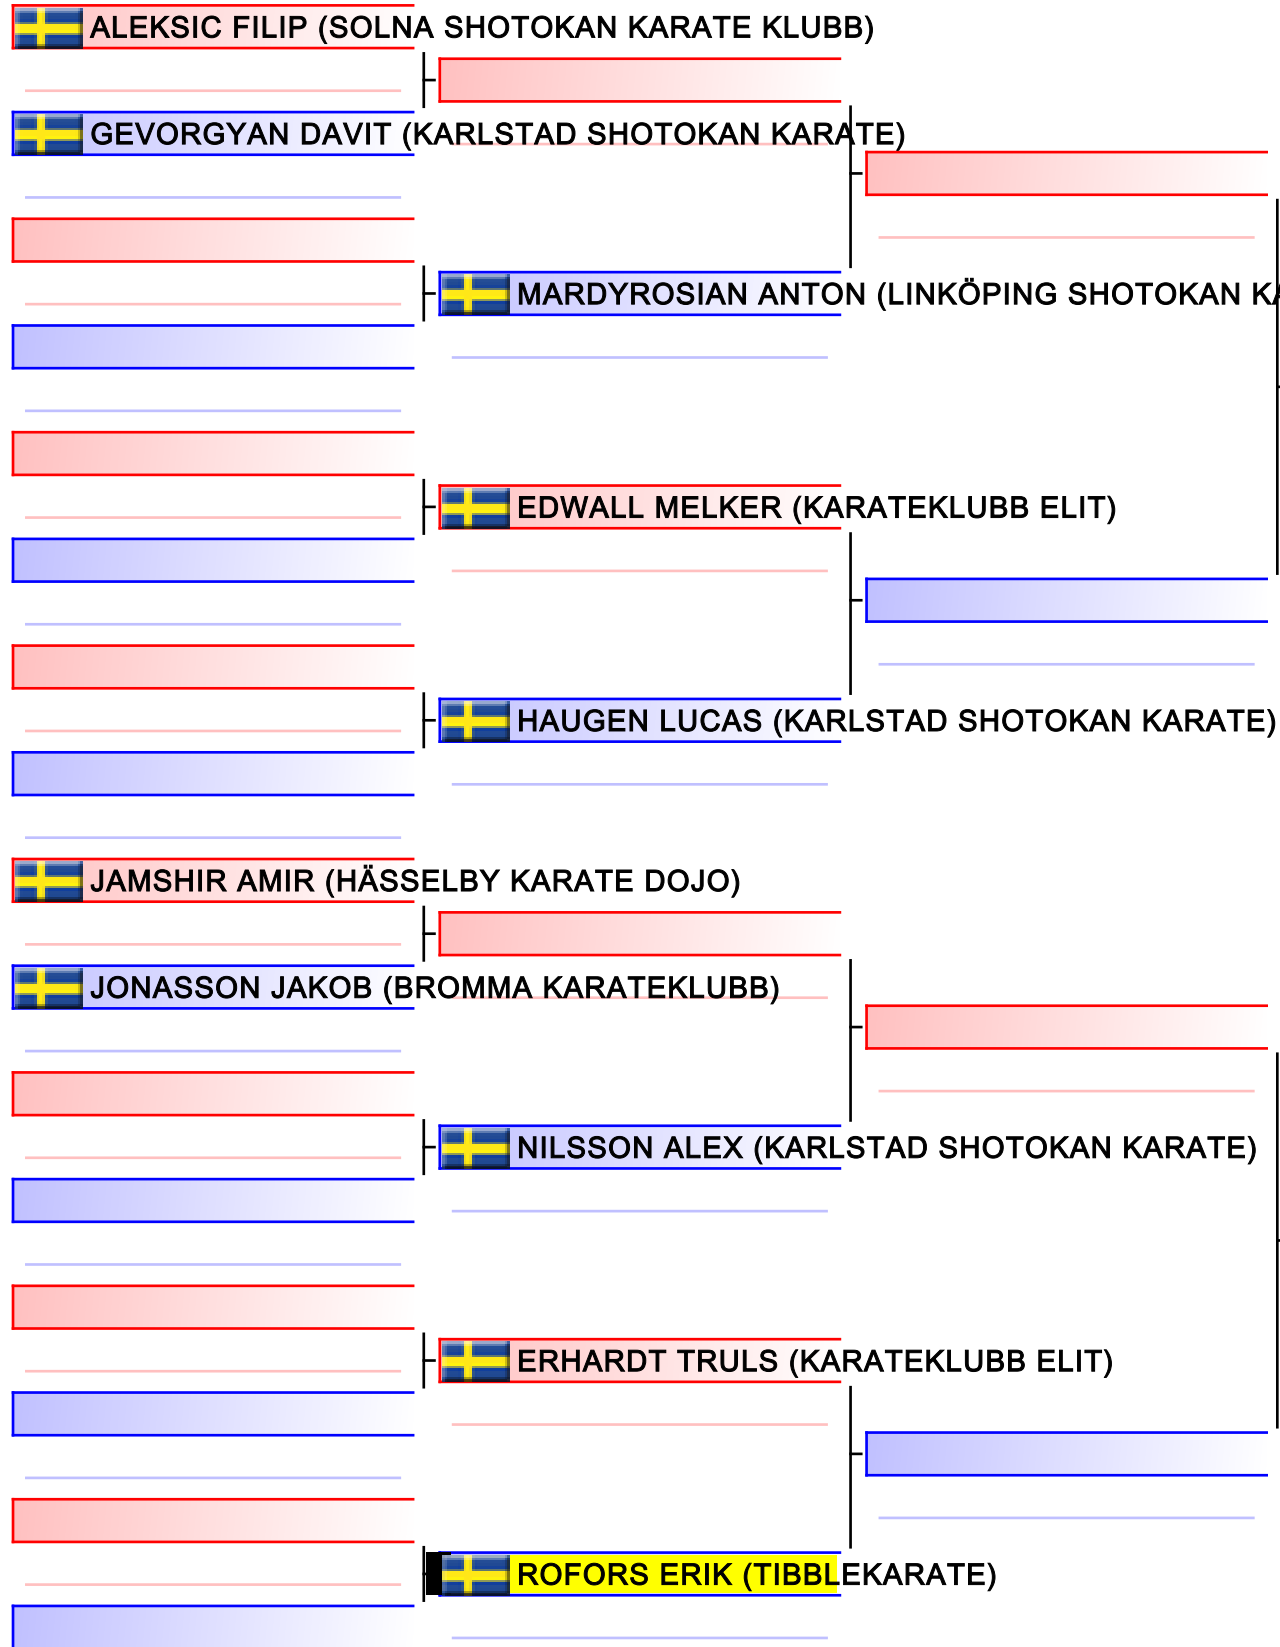 ALEKSIC FILIP (SOLNA SHOTOKAN KARATE KLUBB)
GEVORGYAN DAVIT (KARLSTAD SHOTOKAN KARATE)
MARDYROSIAN ANTON (LINKÖPING SHOTOKAN KA
EDWALL MELKER (KARATEKLUBB ELIT)
HAUGEN LUCAS (KARLSTAD SHOTOKAN KARATE)
JAMSHIR AMIR (HÄSSELBY KARATE DOJO)
JONASSON JAKOB (BROMMA KARATEKLUBB)
NILSSON ALEX (KARLSTAD SHOTOKAN KARATE)
ERHARDT TRULS (KARATEKLUBB ELIT)
ROFORS ERIK (TIBBLEKARATE)